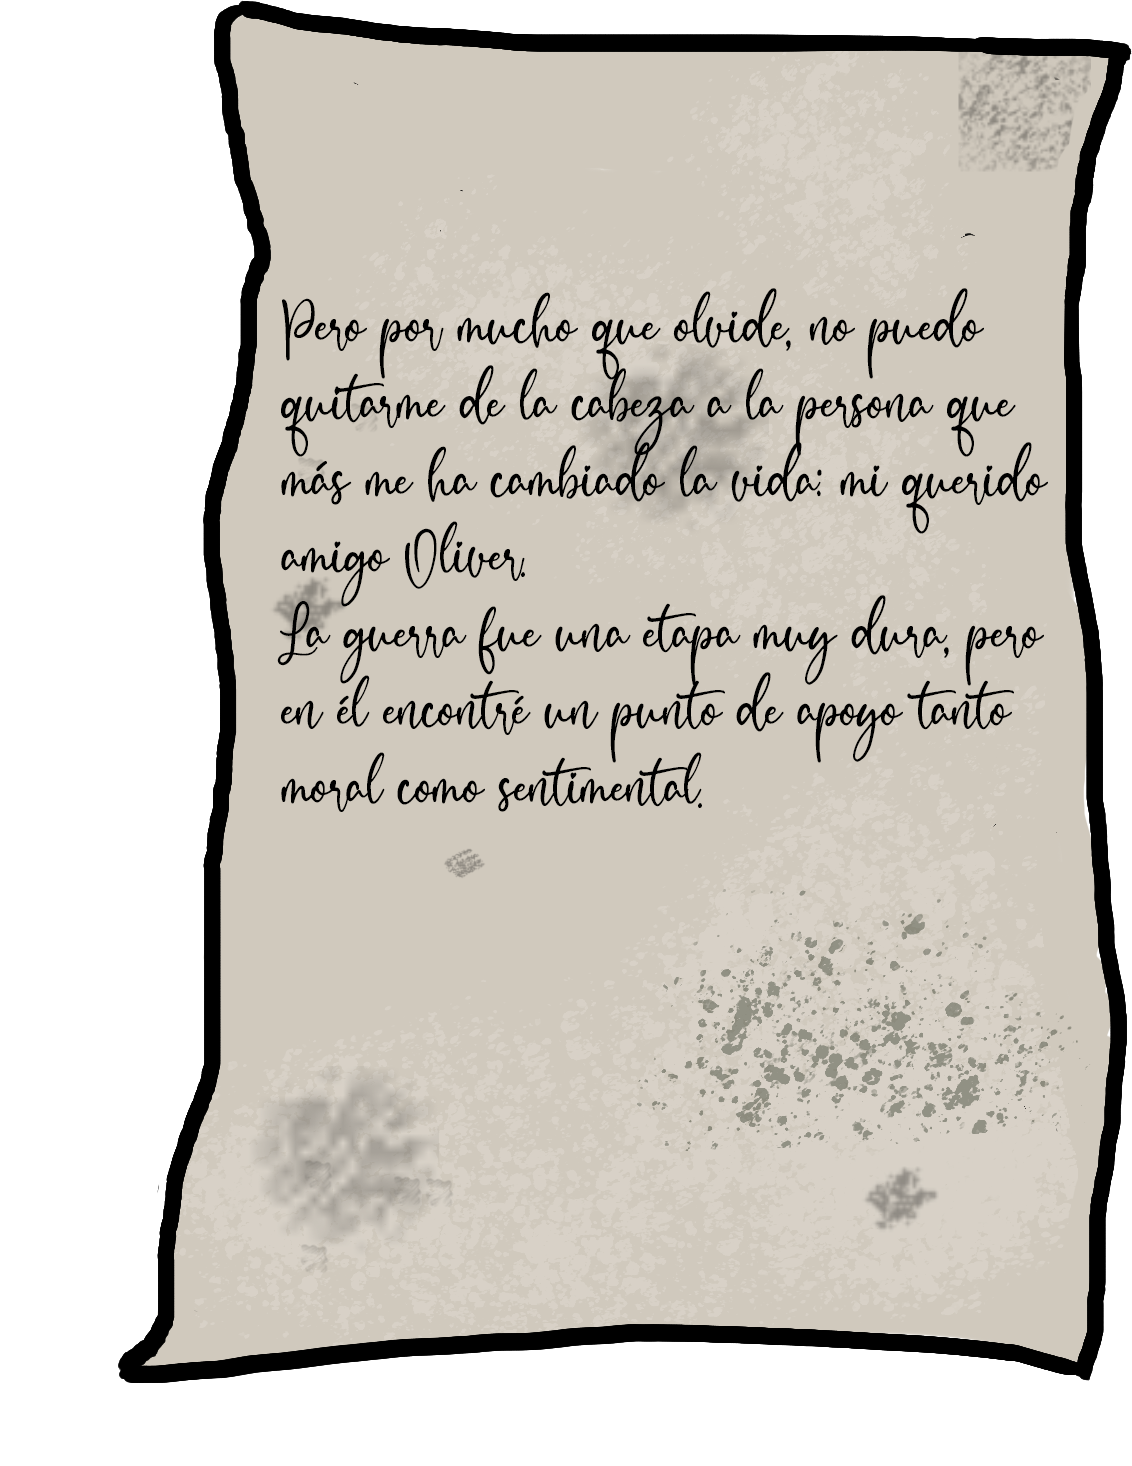 Pero por mucho que olvide, no puedo
quitarme de la cabeza a la persona que
más me ha cambiado la vida: mi querido
amigo Oliver.
La guerra fue una etapa muy dura, pero
en él encontré un punto de apoyo tanto
moral como sentimental.